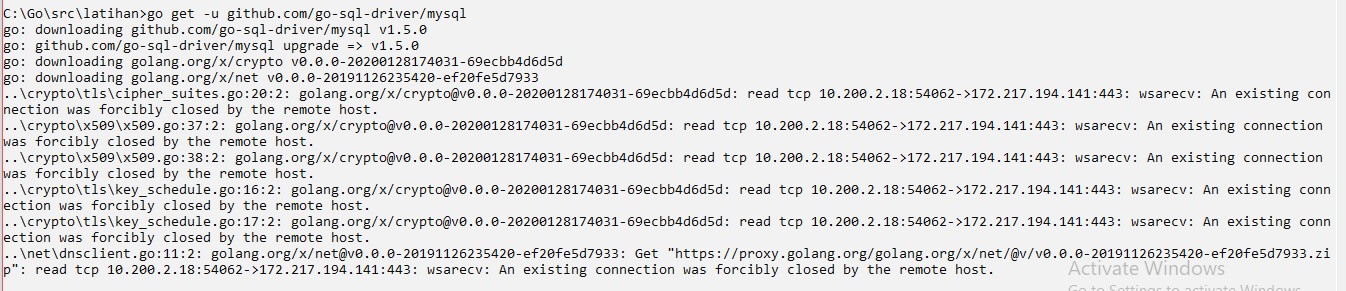 C:\Go\src\latihan>go get -u github.com/go-sql-driver/mysql
go: downloading github.com/go-sql-driver/mysql v1.5.0
go: github.com/go-sql-driver/mysql upgrade => v1.5.0
go: downloading golang.org/x/crypto v0.0.0-20200128174031-69ecbb4d6d5d
go: downloading golang.org/x/net v0.0.0-20191126235420-ef20fe5d7933
..\crypto\tls\cipher_suites.go:20:2: golang.org/x/crypto@v0.0.0-20200128174031-69ecbb4d6d5d: read tcp 10.200.2.18:54062->172.217.194.141:443: wsarecv: An existing con
nection was forcibly closed by the remote host.
..\crypto\x509\x509.go:37:2: golang.org/x/crypto@v0.0.0-20200128174031-69ecbb4d6d5d: read tcp 10.200.2.18:54062->172.217.194.141:443: wsarecv: An existing connection
was forcibly closed by the remote host.
..\crypto\x509\x509.go:38:2: golang.org/x/crypto@v0.0.0-20200128174031-69ecbb4d6d5d: read tcp 10.200.2.18:54062->172.217.194.141:443: wsarecv: An existing connection
was forcibly closed by the remote host.
..\crypto\tls\key_schedule.go:16:2: golang.org/x/crypto@v0.0.0-20200128174031-69ecbb4d6d5d: read tcp 10.200.2.18:54062->172.217.194.141:443: wsarecv: An existing conn
ection was forcibly closed by the remote host.
..\crypto\tls\key_schedule.go:17:2: golang.org/x/crypto@v0.0.0-20200128174031-69ecbb4d6d5d: read tcp 10.200.2.18:54062->172.217.194.141:443: wsarecv: An existing conn
ection was forcibly closed by the remote host.
..\net\dnsclient.go:11:2: golang.org/x/net@v0.0.0-20191126235420-ef20fe5d7933: Get "https://proxy.golang.org/golang.org/x/net/@v/v0.0.0-20191126235420-ef20fe5d7933.zi
p": read tcp 10.200.2.18:54062->172.217.194.141:443: wsarecv: An existing connection was forcibly closed by the remote host.
Activate Windows
Go to Settings to activate Windows.